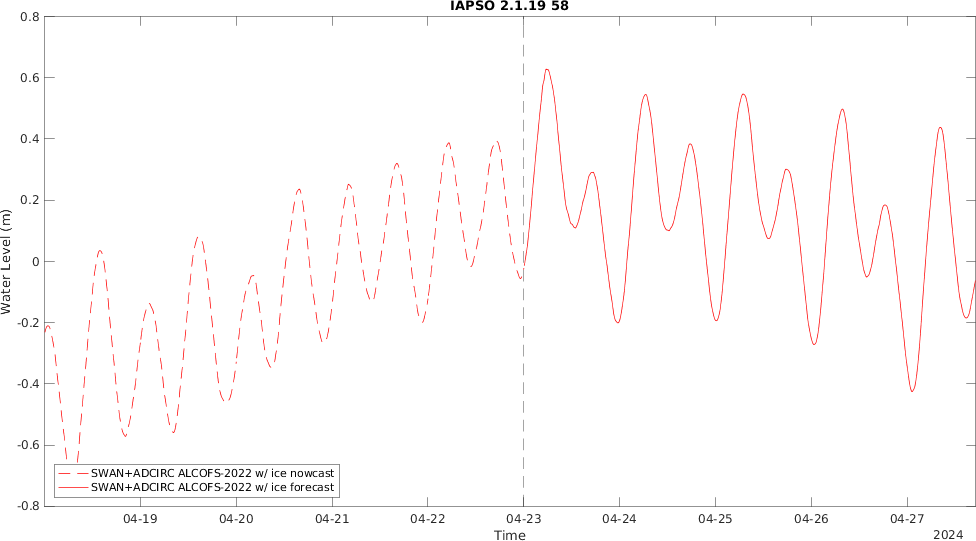 IAPSO 2.1.19 58
0.8
0.6
0.4
0.2
0
-0.2
-0.4
-0.6
-0.8
Water Level (m)
SWAN+ADCIRC ALCOFS-2022 w/ ice nowcast
SWAN+ADCIRC ALCOFS-2022 w/ ice forecast
04-19 04-20 04-21 04-22 04-23 04-24 04-25 04-26 04-27
Time
2024